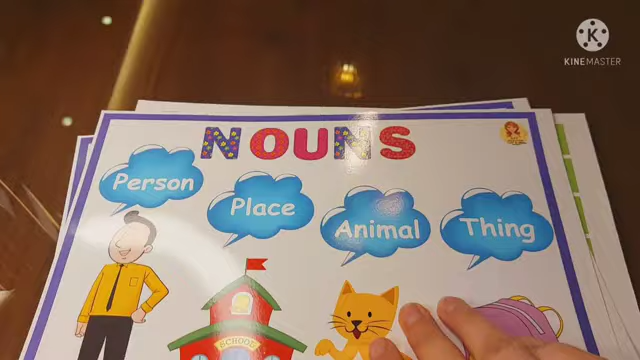 KINEMASTER
NOUNS
Person
Place
Animal
Thing
SCHOOL